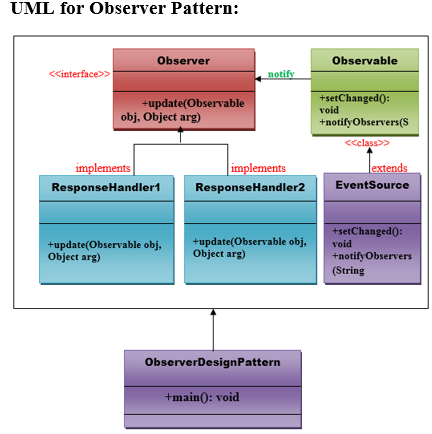 UML for Observer Pattern:
<<interface>>
Observer
+update(Observable
obj, Object arg)
notify
Observable
+setChanged():
void
+notifyObservers(S
<<class>>
implements
implements
extends
ResponseHandler1
+update(Observable obj,
Object arg)
ResponseHandler2
+update(Observable obj,
Object arg)
EventSource
+setChanged():
void
+notifyObservers
(String
ObserverDesignPattern
+main(): void